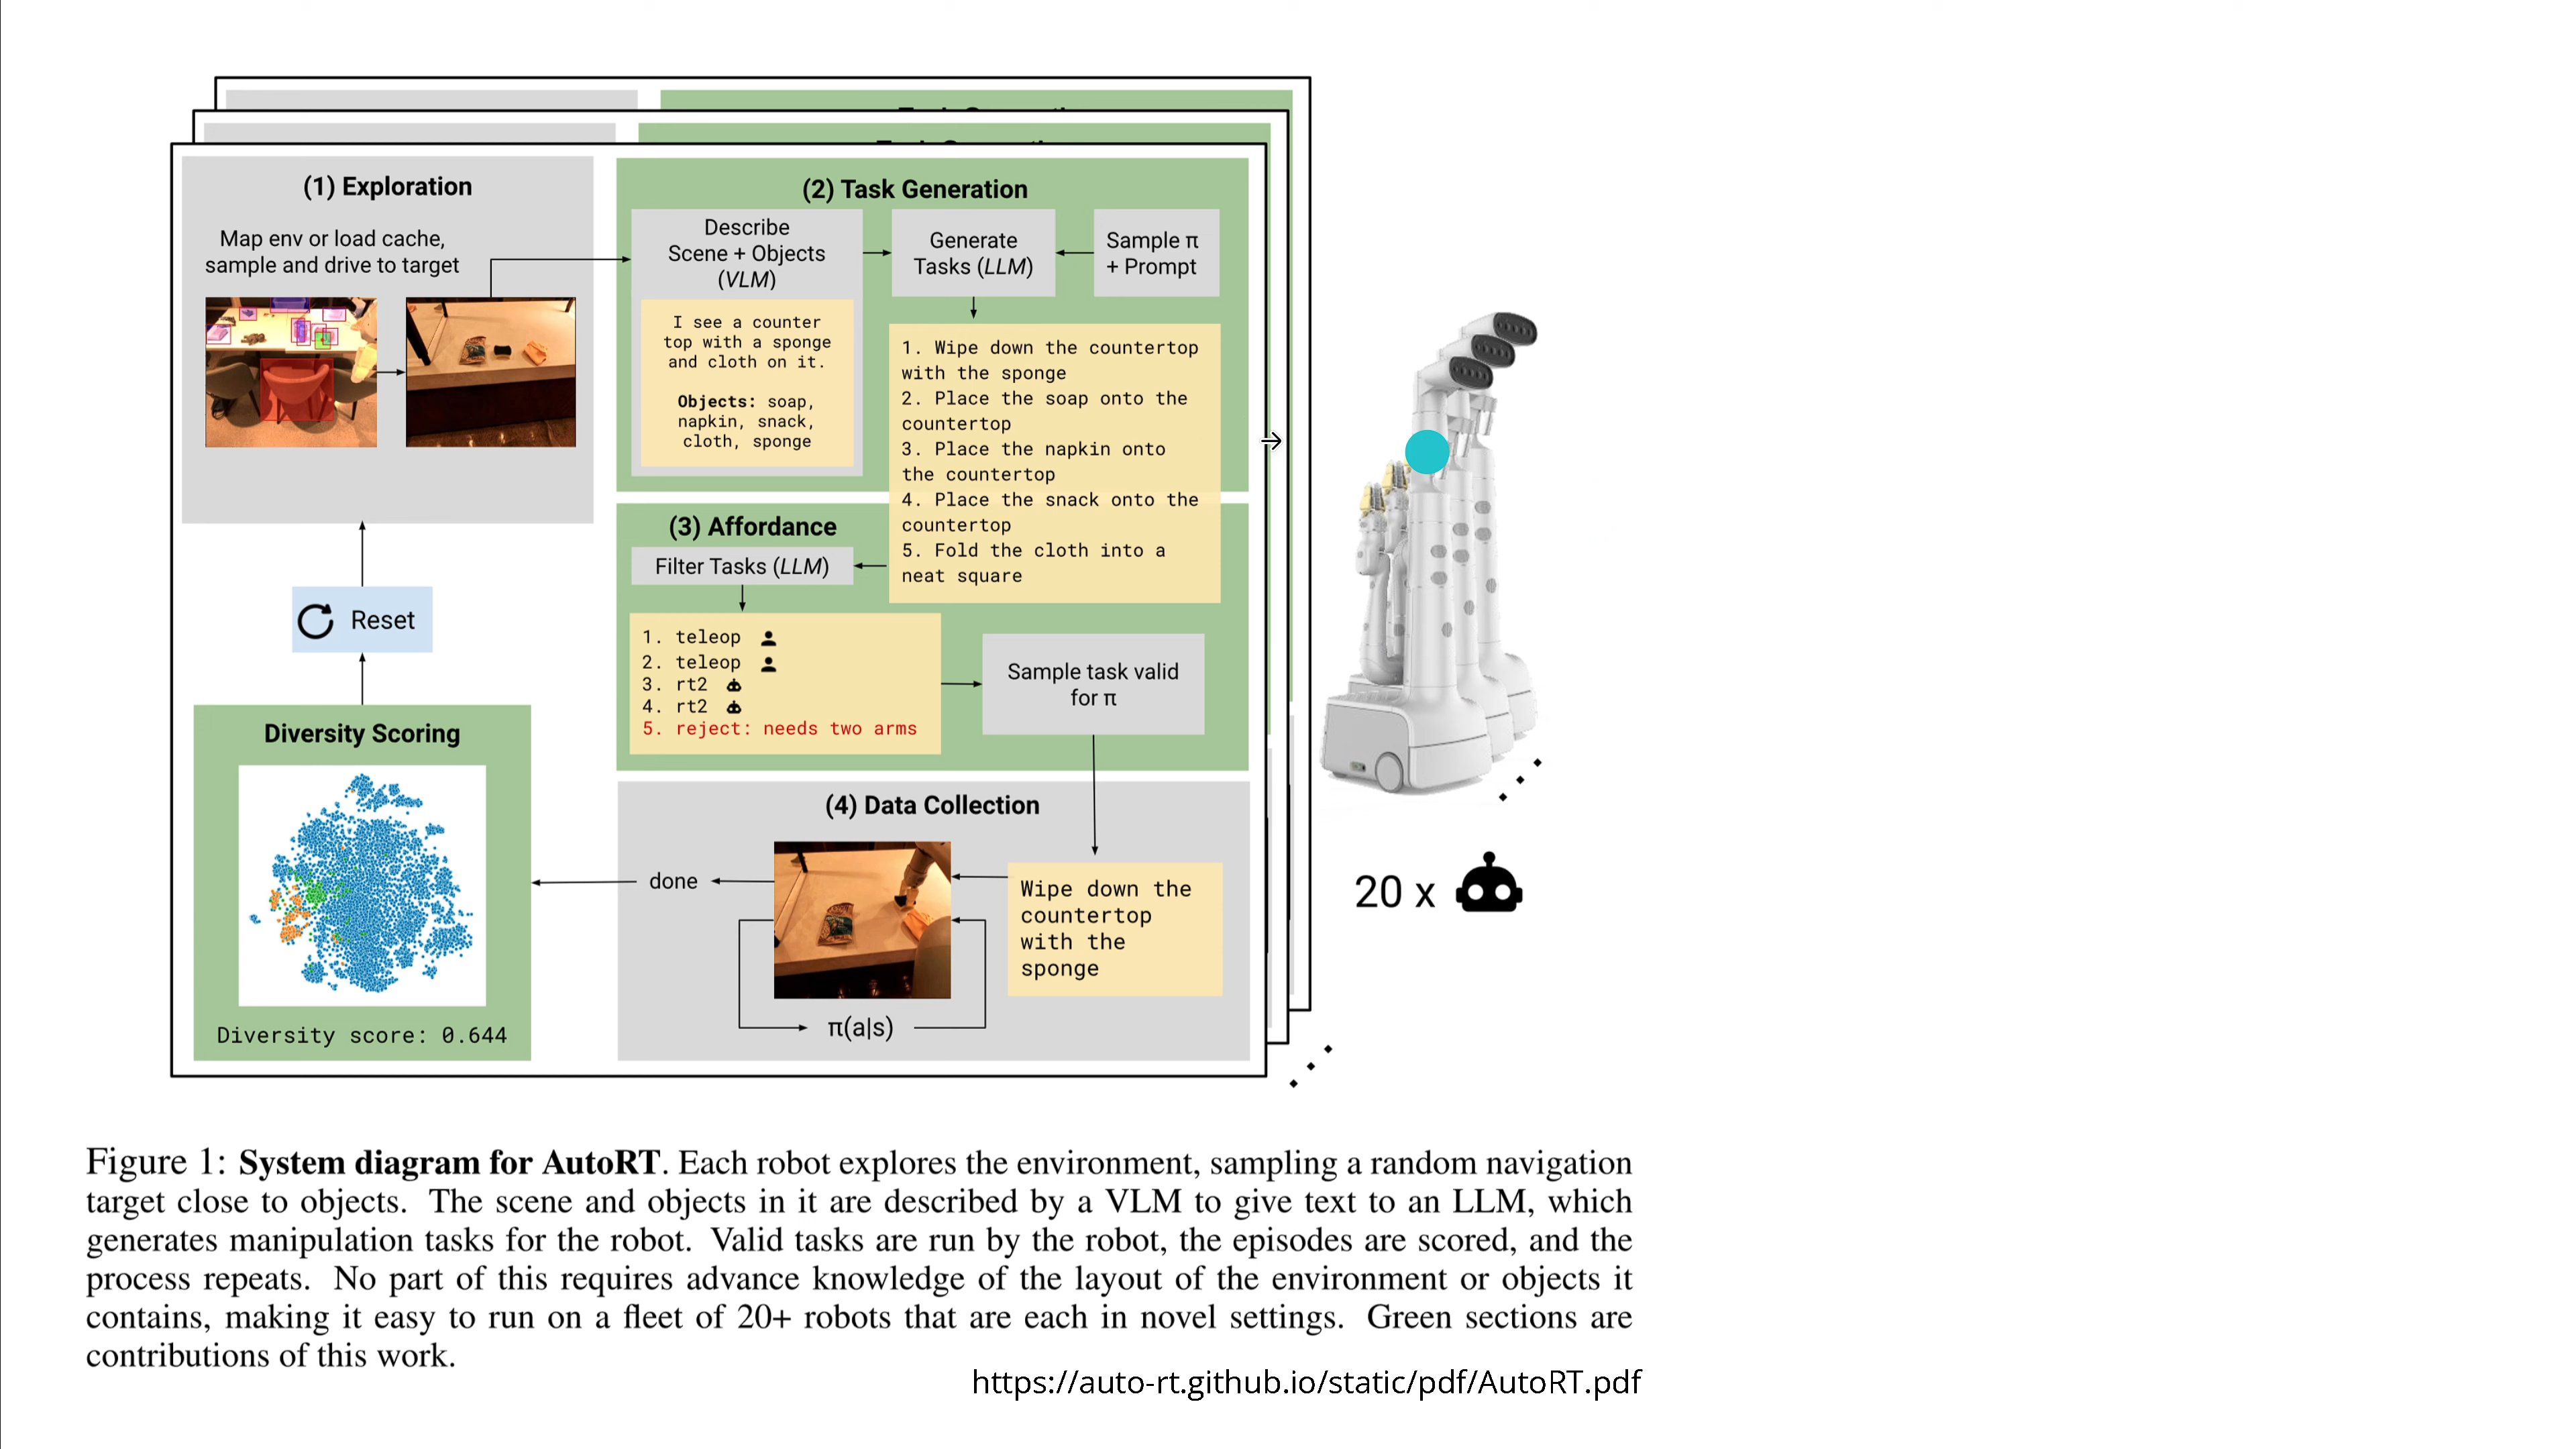 (1) Exploration
Map env or load cache,
sample and drive to target
(2) Task Generation
Describe
Scene + Objects
(VLM)
I see a counter
top with a sponge
and cloth on it.
Objects: soap,
napkin, snack,
cloth, sponge
Generate
Tasks (LLM)
Sample π
+ Prompt
1. Wipe down the countertop
with the sponge
2. Place the soap onto the
countertop
3. Place the napkin onto
the countertop
4. Place the snack onto the
countertop
5. Fold the cloth into a
neat square
(3) Affordance
Filter Tasks (LLM)
1. teleop
2. teleop
3. rt2
4. rt2
5. reject: needs two arms
Sample task valid
for π
(4) Data Collection
Wipe down the
countertop
with the
sponge
π(a|s)
done
Diversity Scoring
Diversity score: 0.644
Reset
20 x
Figure 1: System diagram for AutoRT. Each robot explores the environment, sampling a random navigation
target close to objects. The scene and objects in it are described by a VLM to give text to an LLM, which
generates manipulation tasks for the robot. Valid tasks are run by the robot, the episodes are scored, and the
process repeats. No part of this requires advance knowledge of the layout of the environment or objects it
contains, making it easy to run on a fleet of 20+ robots that are each in novel settings. Green sections are
contributions of this work.
https://auto-rt.github.io/static/pdf/AutoRT.pdf